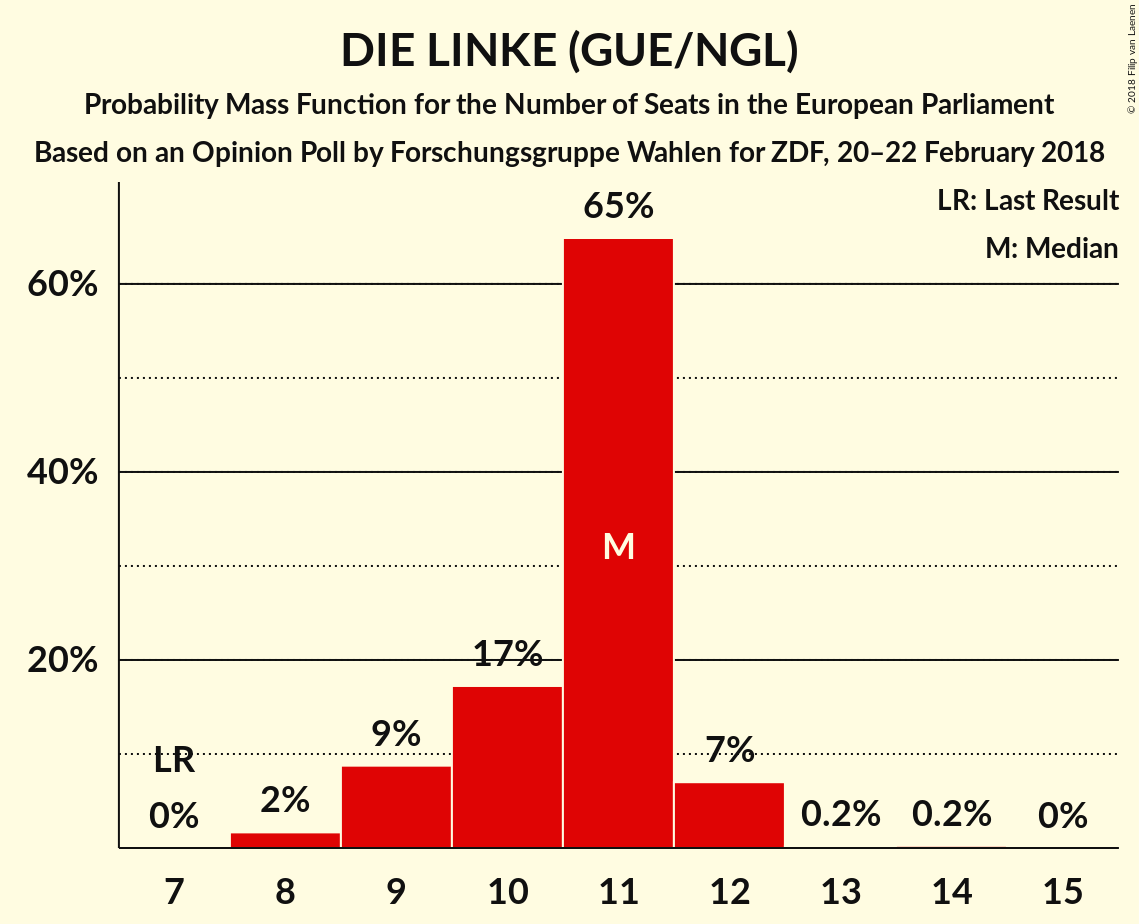 DIE LINKE (GUE/NGL)
Probability Mass Function for the Number of Seats in the European Parliament
Based on an Opinion Poll by Forschungsgruppe Wahlen for ZDF, 20–22 February 2018
© 2018 Filip van Laenen
LR: Last Result
M: Median
65%
60%
40%
M
20%
17%
9%
7%
LR
0%
2%
0.2%
0.2%
0%
7 8 9 10 11 12 13 14 15